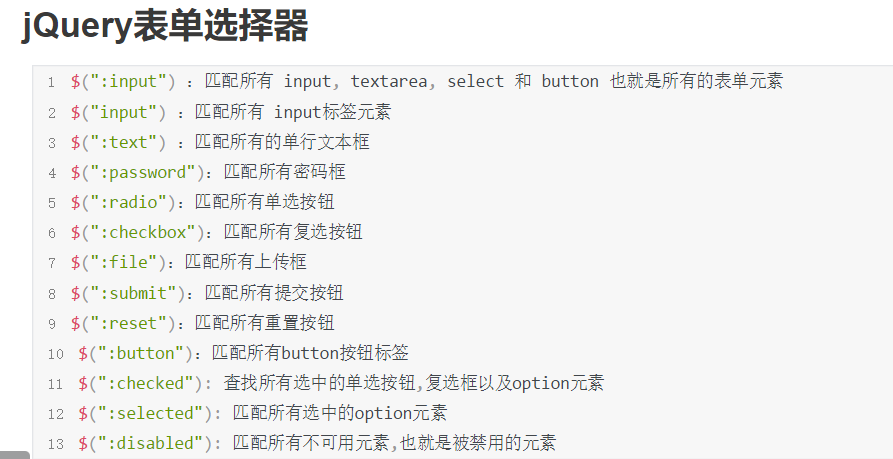 jQuery表单选择器
1 $(":input") ：匹配所有 input, textarea, select 和 button 也就是所有的表单元素
2 $("input") ：匹配所有 input标签元素
3 $(":text") ：匹配所有的单行文本框
4 $(":password")：匹配所有密码框
5 $(":radio")：匹配所有单选按钮
6 $(":checkbox")：匹配所有复选按钮
7 $(":file")：匹配所有上传框
8 $(":submit")：匹配所有提交按钮
9 $(":reset")：匹配所有重置按钮
10 $(":button")：匹配所有button按钮标签
11 $(":checked"): 查找所有选中的单选按钮,复选框以及option元素
12 $(":selected"): 匹配所有选中的option元素
13 $(":disabled"): 匹配所有不可用元素,也就是被禁用的元素